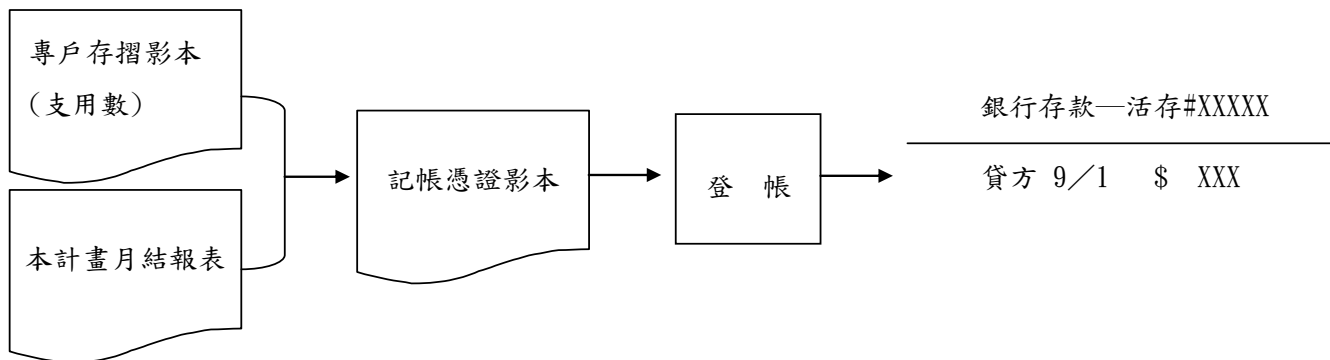 專戶存摺影本
(支用數)
本計畫月結報表
記帳憑證影本
登 帳
銀行存款—活存#XXXXX
貸方 9／1 $ XXX